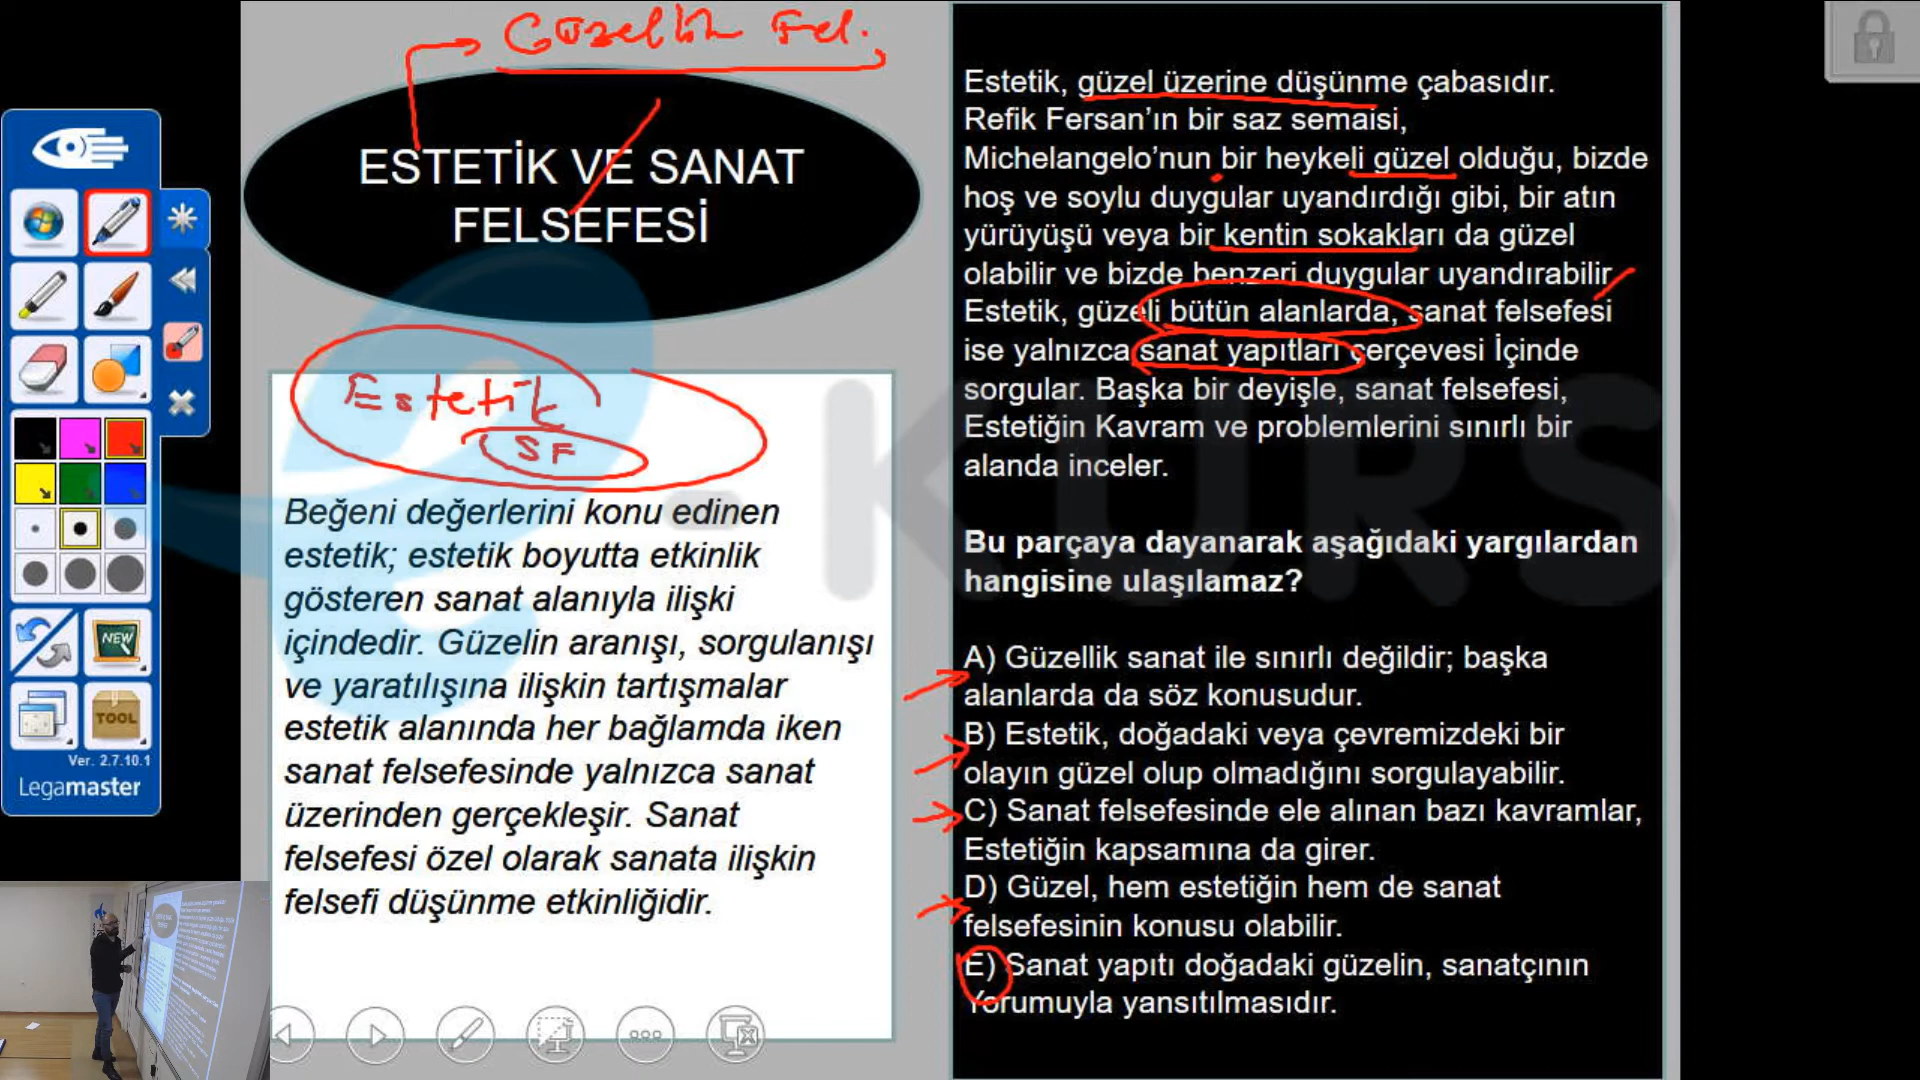 Güzellik Fel.
ESTETİK VE SANAT
FELSEFESİ
Estetik
SF
Beğeni değerlerini konu edinen
estetik; estetik boyutta etkinlik
gösteren sanat alanıyla ilişki
içindedir. Güzelin aranışı, sorgulanışı
ve yaratılışına ilişkin tartışmalar
estetik alanında her bağlamda iken
sanat felsefesinde yalnızca sanat
üzerinden gerçekleşir. Sanat
felsefesi özel olarak sanata ilişkin
felsefi düşünme etkinliğidir.
Estetik, güzel üzerine düşünme çabasıdır.
Refik Fersan’ın bir saz semaisi,
Michelangelo’nun bir heykeli güzel olduğu, bizde
hoş ve soylu duygular uyandırdığı gibi, bir atın
yürüyüşü veya bir kentin sokakları da güzel
olabilir ve bizde benzeri duygular uyandırabilir
Estetik, güzeli bütün alanlarda, sanat felsefesi
ise yalnızca sanat yapıtları çerçevesi İçinde
sorgular. Başka bir deyişle, sanat felsefesi,
Estetiğin Kavram ve problemlerini sınırlı bir
alanda inceler.
Bu parçaya dayanarak aşağıdaki yargılardan
hangisine ulaşılamaz?
A) Güzellik sanat ile sınırlı değildir; başka
alanlarda da söz konusudur.
B) Estetik, doğadaki veya çevremizdeki bir
olayın güzel olup olmadığını sorgulayabilir.
C) Sanat felsefesinde ele alınan bazı kavramlar,
Estetiğin kapsamına da girer.
D) Güzel, hem estetiğin hem de sanat
felsefesinin konusu olabilir.
E) Sanat yapıtı doğadaki güzelin, sanatçının
Yorumuyla yansıtılmasıdır.
- KURS
NEW
TOOL
Ver. 2.7.10.1
Legamaster